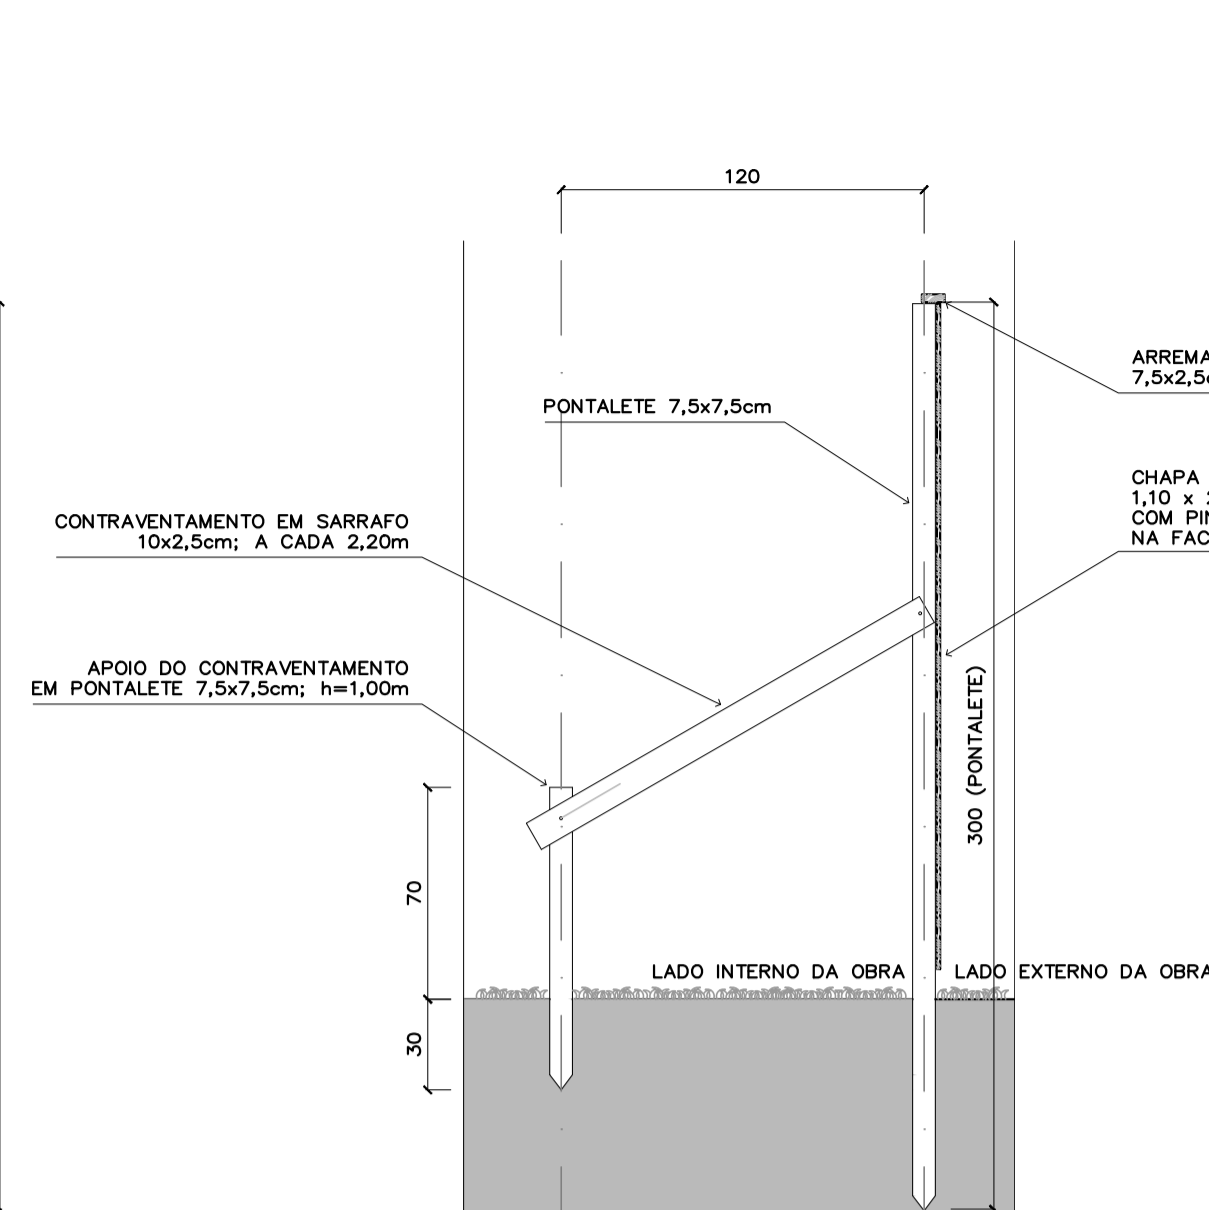 120
ARREMA
7,5x2,5
PONTALETE 7,5x7,5cm
CHAPA
1,10 x
COM PIN
NA FAC
CONTRAVENTAMENTO EM SARRAFO
10x2,5cm; A CADA 2,20m
APOIO DO CONTRAVENTAMENTO
EM PONTALETE 7,5x7,5cm; h=1,00m
300 (PONTALETE)
70
LADO INTERNO DA OBRA
LADO EXTERNO DA OBRA
30